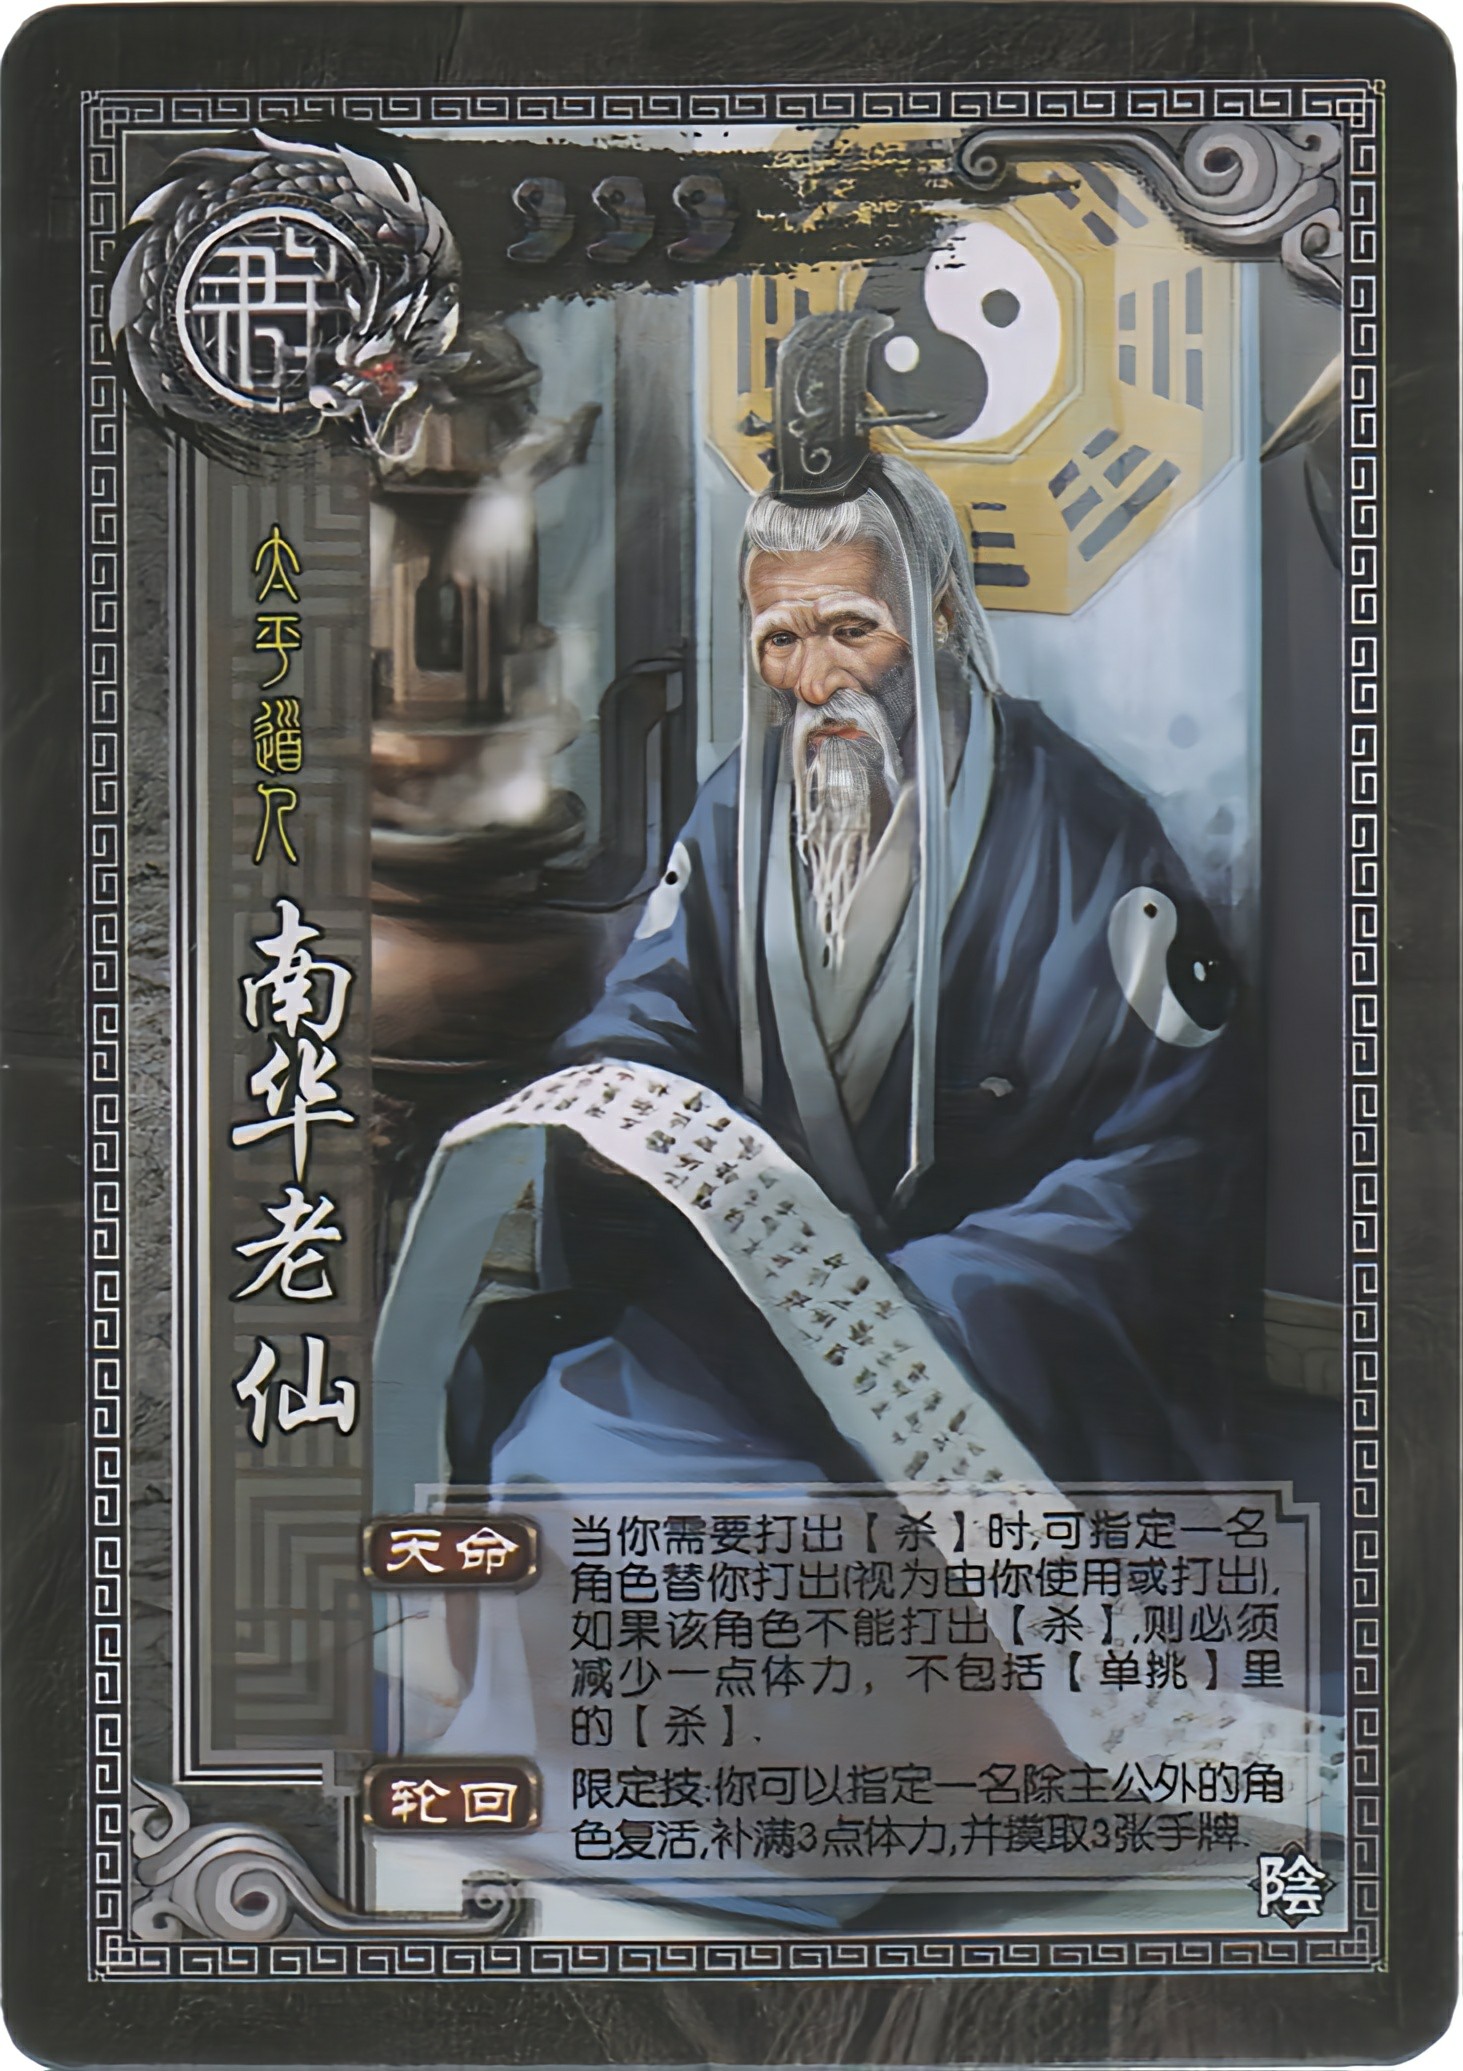 神
太平道人
南华老仙
天命
当你需要打出【杀】时,可指定一名
角色替你打出(视为由你使用或打出),
如果该角色不能打出【杀】,则必须
减少一点体力，不包括【单挑】里
的【杀】.
轮回
限定技:你可以指定一名除主公外的角
色复活,补满3点体力,并摸取3张手牌.
陰